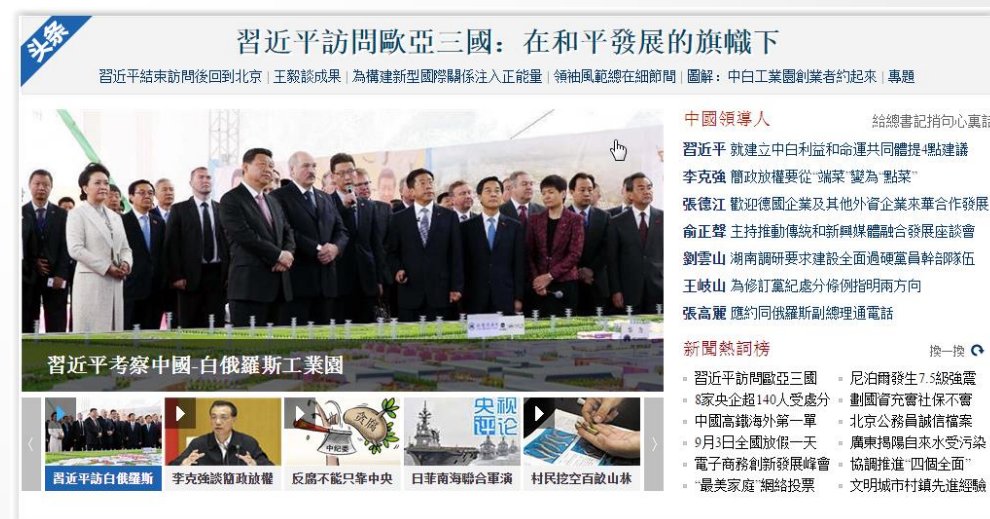 头条
習近平訪問歐亞三國：在和平發展的旗幟下
習近平結束訪問後回到北京 | 王毅談成果 | 為構建新型國際關係注入正能量 | 領袖風範總在細節間 | 圖解：中白工業園創業者約起來 | 專題
習近平考察中國-白俄羅斯工業園
中纪委
贪腐
央视评论
習近平訪白俄羅斯
李克強談簡政放權
反腐不能只靠中央
日菲南海聯合軍演
村民挖空百畝山林
中國領導人 給總書記捎句心裏話
習近平 就建立中白利益和命運共同體提4點建議
李克強 簡政放權要從"端菜"變為"點菜"
張德江 歡迎德國企業及其他外資企業來華合作發展
俞正聲 主持推動傳統和新興媒體融合發展座談會
劉雲山 湖南調研要求建設全面過硬黨員幹部隊伍
王岐山 為修訂黨紀處分條例指明兩方向
張高麗 應約同俄羅斯副總理通電話
新聞熱詞榜 換一換
習近平訪問歐亞三國 尼泊爾發生7.5級強震
8家央企超140人受處分 劃國資充實社保不實
中國高鐵海外第一單 北京公務員誠信檔案
9月3日全國放假一天 廣東揭陽自來水受污染
電子商務創新發展峰會 協調推進"四個全面"
"最美家庭"網絡投票 文明城市村鎮先進經驗